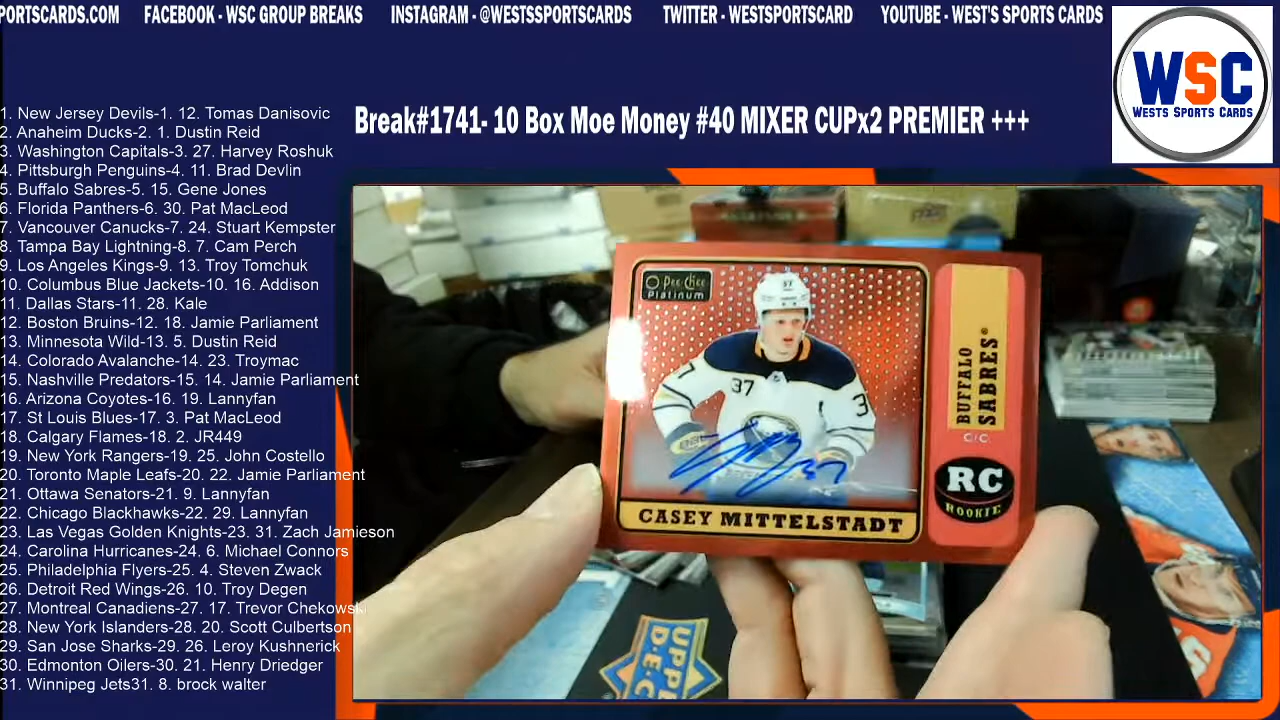 PORTSCARDS.COM FACEBOOK - WSC GROUP BREAKS INSTAGRAM - @WESTSSPORTSCARDS TWITTER - WESTSPORTSCARD YOUTUBE - WEST'S SPORTS CARDS
WSC
WESTS SPORTS CARDS
Break#1741- 10 Box Moe Money #40 MIXER CUPx2 PREMIER +++
1. New Jersey Devils-1. 12. Tomas Danisovic
2. Anaheim Ducks-2. 1. Dustin Reid
3. Washington Capitals-3. 27. Harvey Roshuk
4. Pittsburgh Penguins-4. 11. Brad Devlin
5. Buffalo Sabres-5. 15. Gene Jones
6. Florida Panthers-6. 30. Pat MacLeod
7. Vancouver Canucks-7. 24. Stuart Kempster
8. Tampa Bay Lightning-8. 7. Cam Perch
9. Los Angeles Kings-9. 13. Troy Tomchuk
10. Columbus Blue Jackets-10. 16. Addison
11. Dallas Stars-11. 28. Kale
12. Boston Bruins-12. 18. Jamie Parliament
13. Minnesota Wild-13. 5. Dustin Reid
14. Colorado Avalanche-14. 23. Troymac
15. Nashville Predators-15. 14. Jamie Parliament
16. Arizona Coyotes-16. 19. Lannyfan
17. St Louis Blues-17. 3. Pat MacLeod
18. Calgary Flames-18. 2. JR449
19. New York Rangers-19. 25. John Costello
20. Toronto Maple Leafs-20. 22. Jamie Parliament
21. Ottawa Senators-21. 9. Lannyfan
22. Chicago Blackhawks-22. 29. Lannyfan
23. Las Vegas Golden Knights-23. 31. Zach Jamieson
24. Carolina Hurricanes-24. 6. Michael Connors
25. Philadelphia Flyers-25. 4. Steven Zwack
26. Detroit Red Wings-26. 10. Troy Degen
27. Montreal Canadiens-27. 17. Trevor Chekowski
28. New York Islanders-28. 20. Scott Culbertson
29. San Jose Sharks-29. 26. Leroy Kushnerick
30. Edmonton Oilers-30. 21. Henry Driedger
31. Winnipeg Jets31. 8. brock walter
O Pee-Chee
Platinum
37
37
3
37
CASEY MITTELSTADT
BUFFALO
SABRES®
C/C
RC
ROOKIE
UPPER
DEC